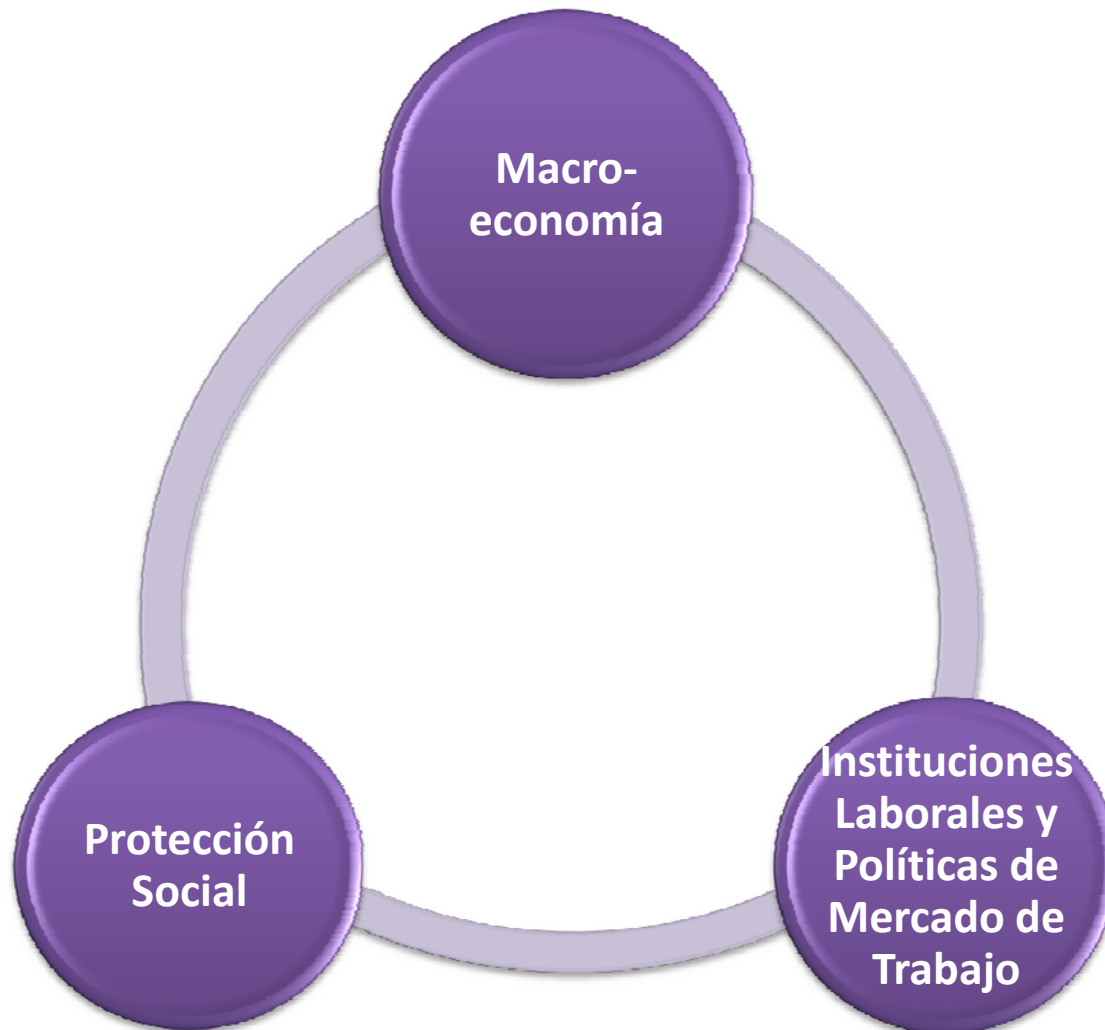 Macro-
economía
Protección
Social
Instituciones
Laborales y
Políticas de
Mercado de
Trabajo